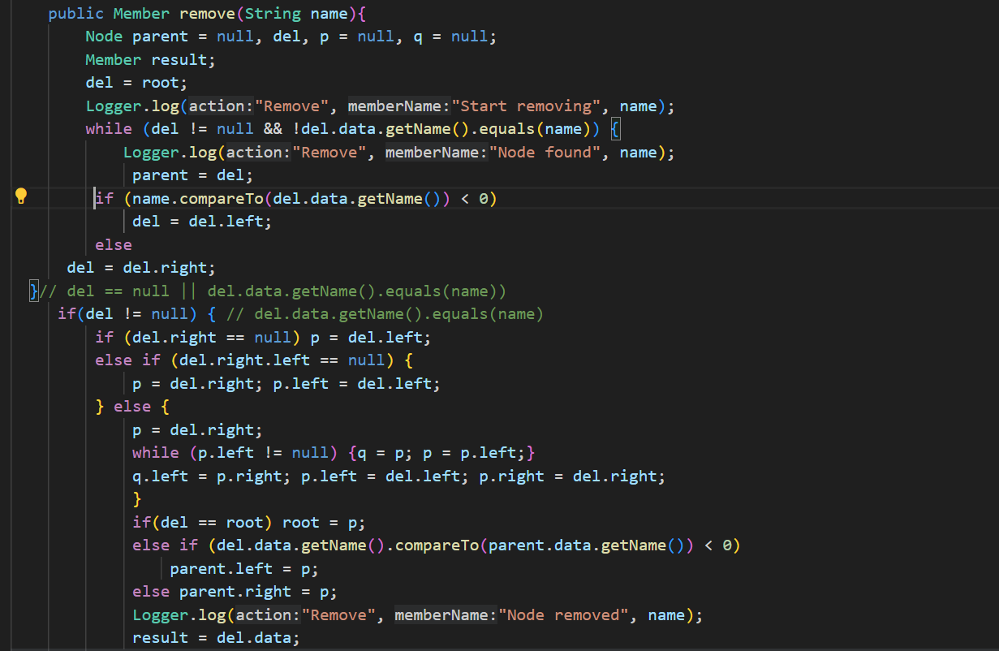 public Member remove(String name){
Node parent = null, del, p = null, q = null;
Member result;
del = root;
Logger.log(action:"Remove", memberName:"Start removing", name);
while (del != null && !del.data.getName().equals(name)) {
Logger.log(action:"Remove", memberName:"Node found", name);
parent = del;
if (name.compareTo(del.data.getName()) < 0)
del = del.left;
else
del = del.right;
}// del == null || del.data.getName().equals(name))
if(del != null) { // del.data.getName().equals(name)
if (del.right == null) p = del.left;
else if (del.right.left == null) {
p = del.right; p.left = del.left;
} else {
p = del.right;
while (p.left != null) {q = p; p = p.left;}
q.left = p.right; p.left = del.left; p.right = del.right;
}
if(del == root) root = p;
else if (del.data.getName().compareTo(parent.data.getName()) < 0)
parent.left = p;
else parent.right = p;
Logger.log(action:"Remove", memberName:"Node removed", name);
result = del.data;